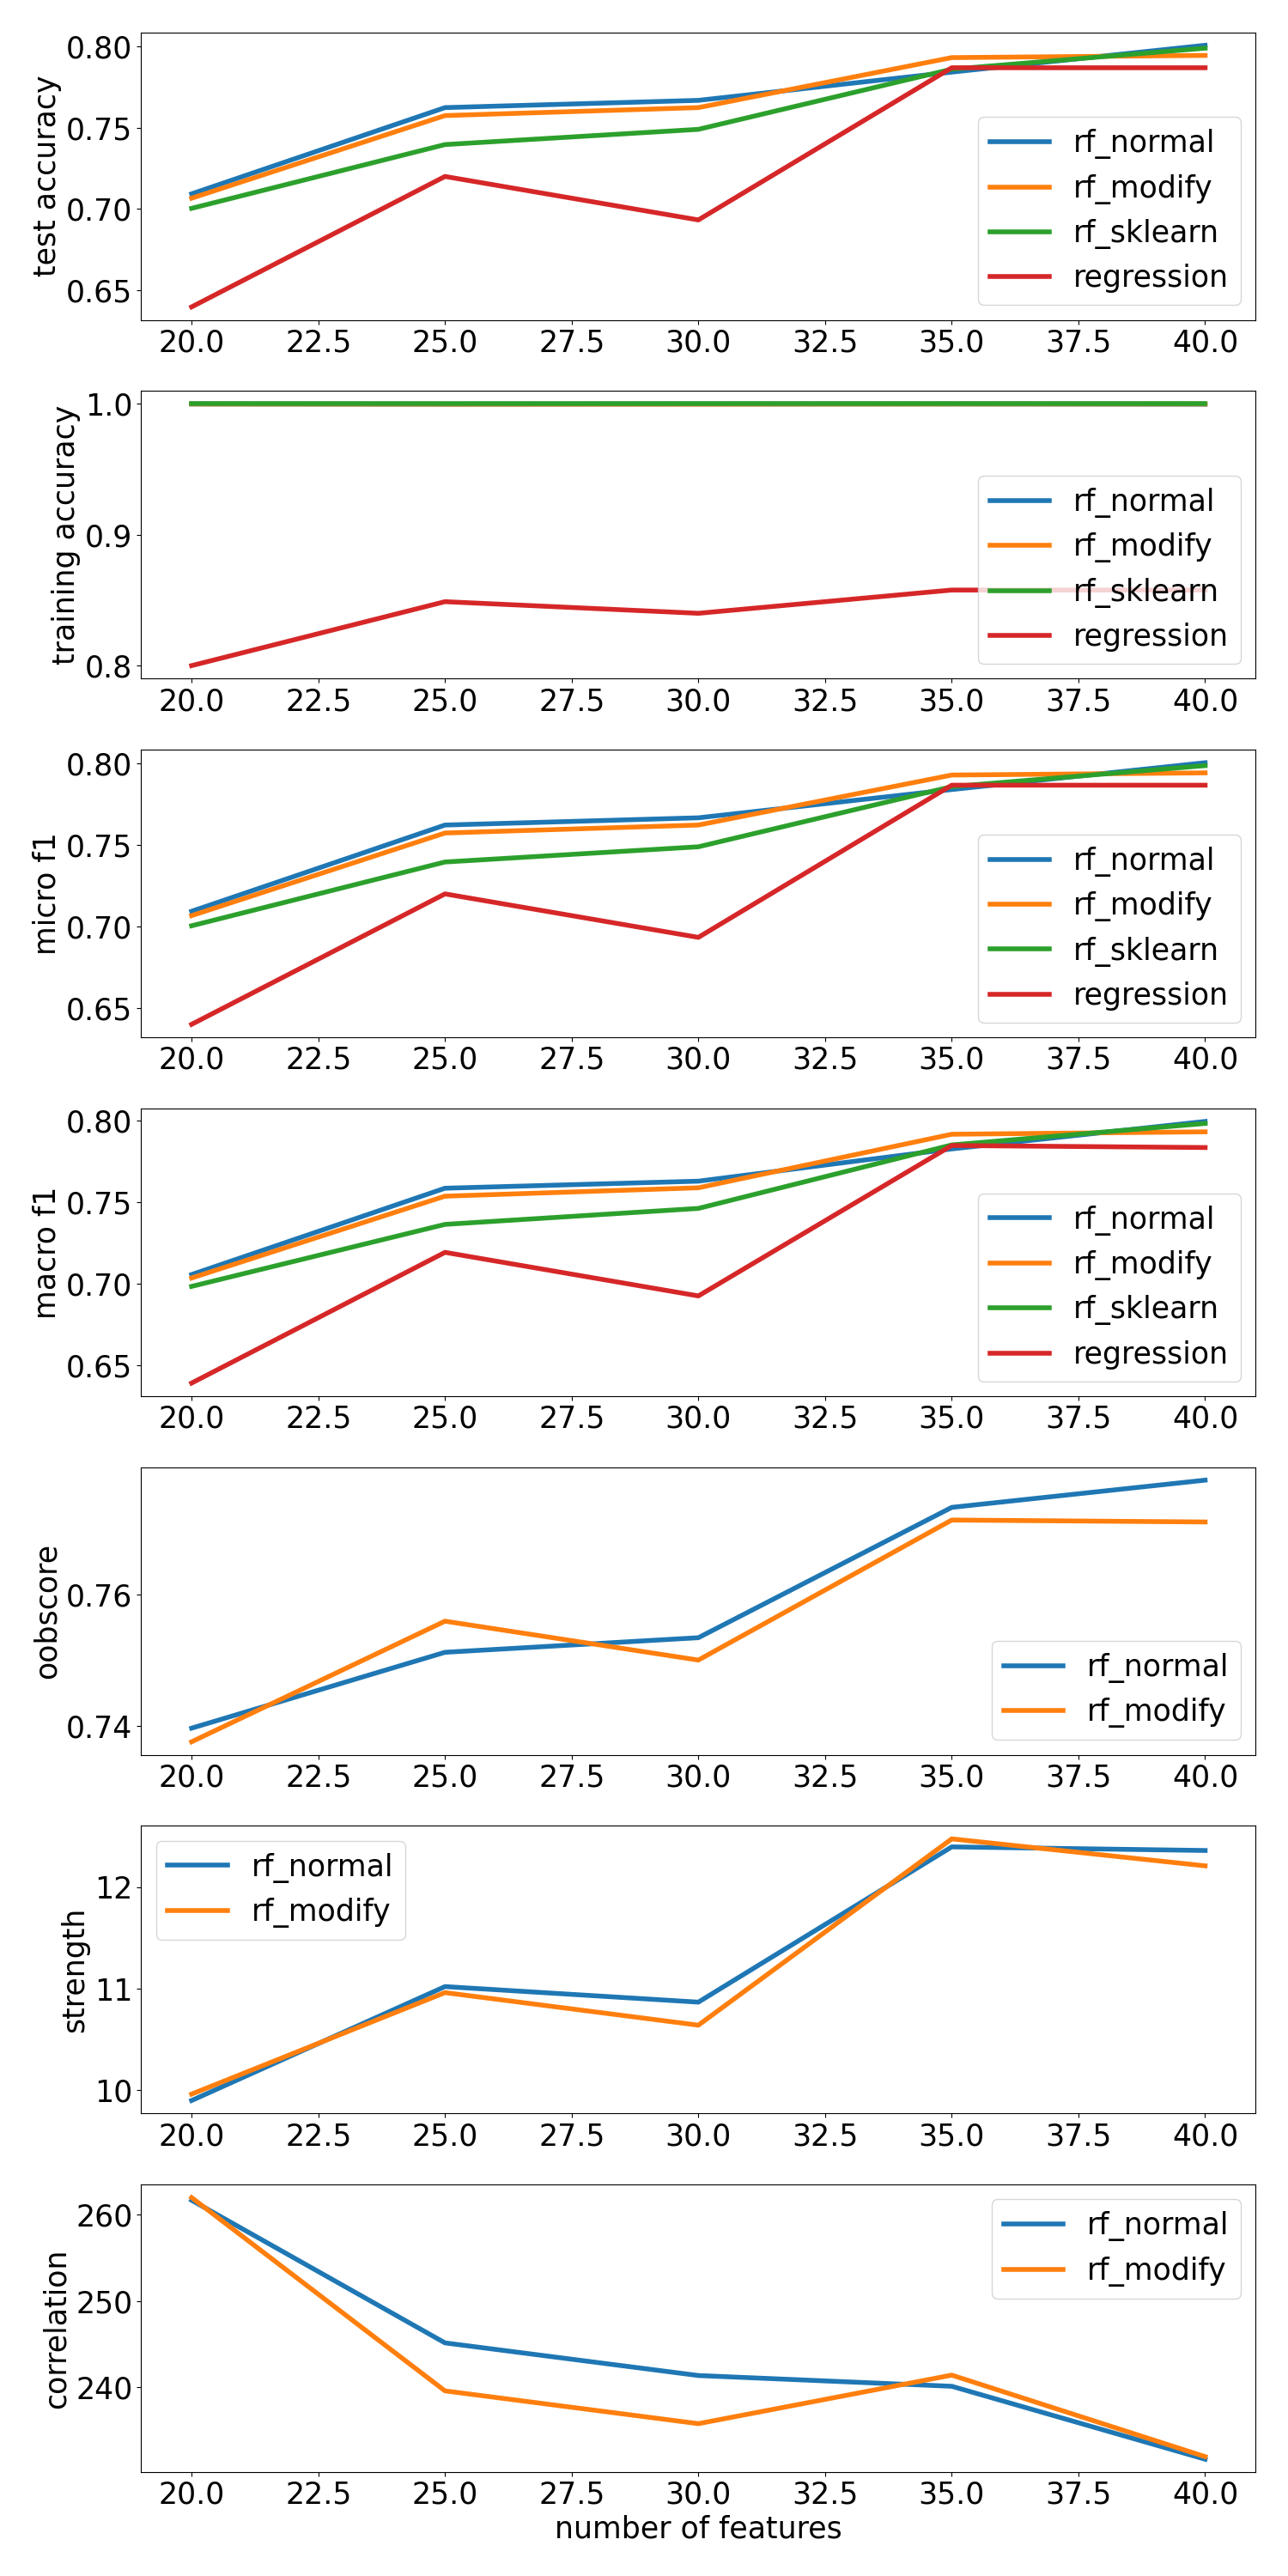 test accuracy
0.80
0.75
0.70
0.65
rf_normal
rf_modify
rf_sklearn
regression
20.0 22.5 25.0 27.5 30.0 32.5 35.0 37.5 40.0
training accuracy
1.0
0.9
0.8
rf_normal
rf_modify
rf_sklearn
regression
20.0 22.5 25.0 27.5 30.0 32.5 35.0 37.5 40.0
micro f1
0.80
0.75
0.70
0.65
rf_normal
rf_modify
rf_sklearn
regression
20.0 22.5 25.0 27.5 30.0 32.5 35.0 37.5 40.0
macro f1
0.80
0.75
0.70
0.65
rf_normal
rf_modify
rf_sklearn
regression
20.0 22.5 25.0 27.5 30.0 32.5 35.0 37.5 40.0
oobscore
0.76
0.74
rf_normal
rf_modify
20.0 22.5 25.0 27.5 30.0 32.5 35.0 37.5 40.0
strength
12
11
10
rf_normal
rf_modify
20.0 22.5 25.0 27.5 30.0 32.5 35.0 37.5 40.0
correlation
260
250
240
rf_normal
rf_modify
20.0 22.5 25.0 27.5 30.0 32.5 35.0 37.5 40.0
number of features